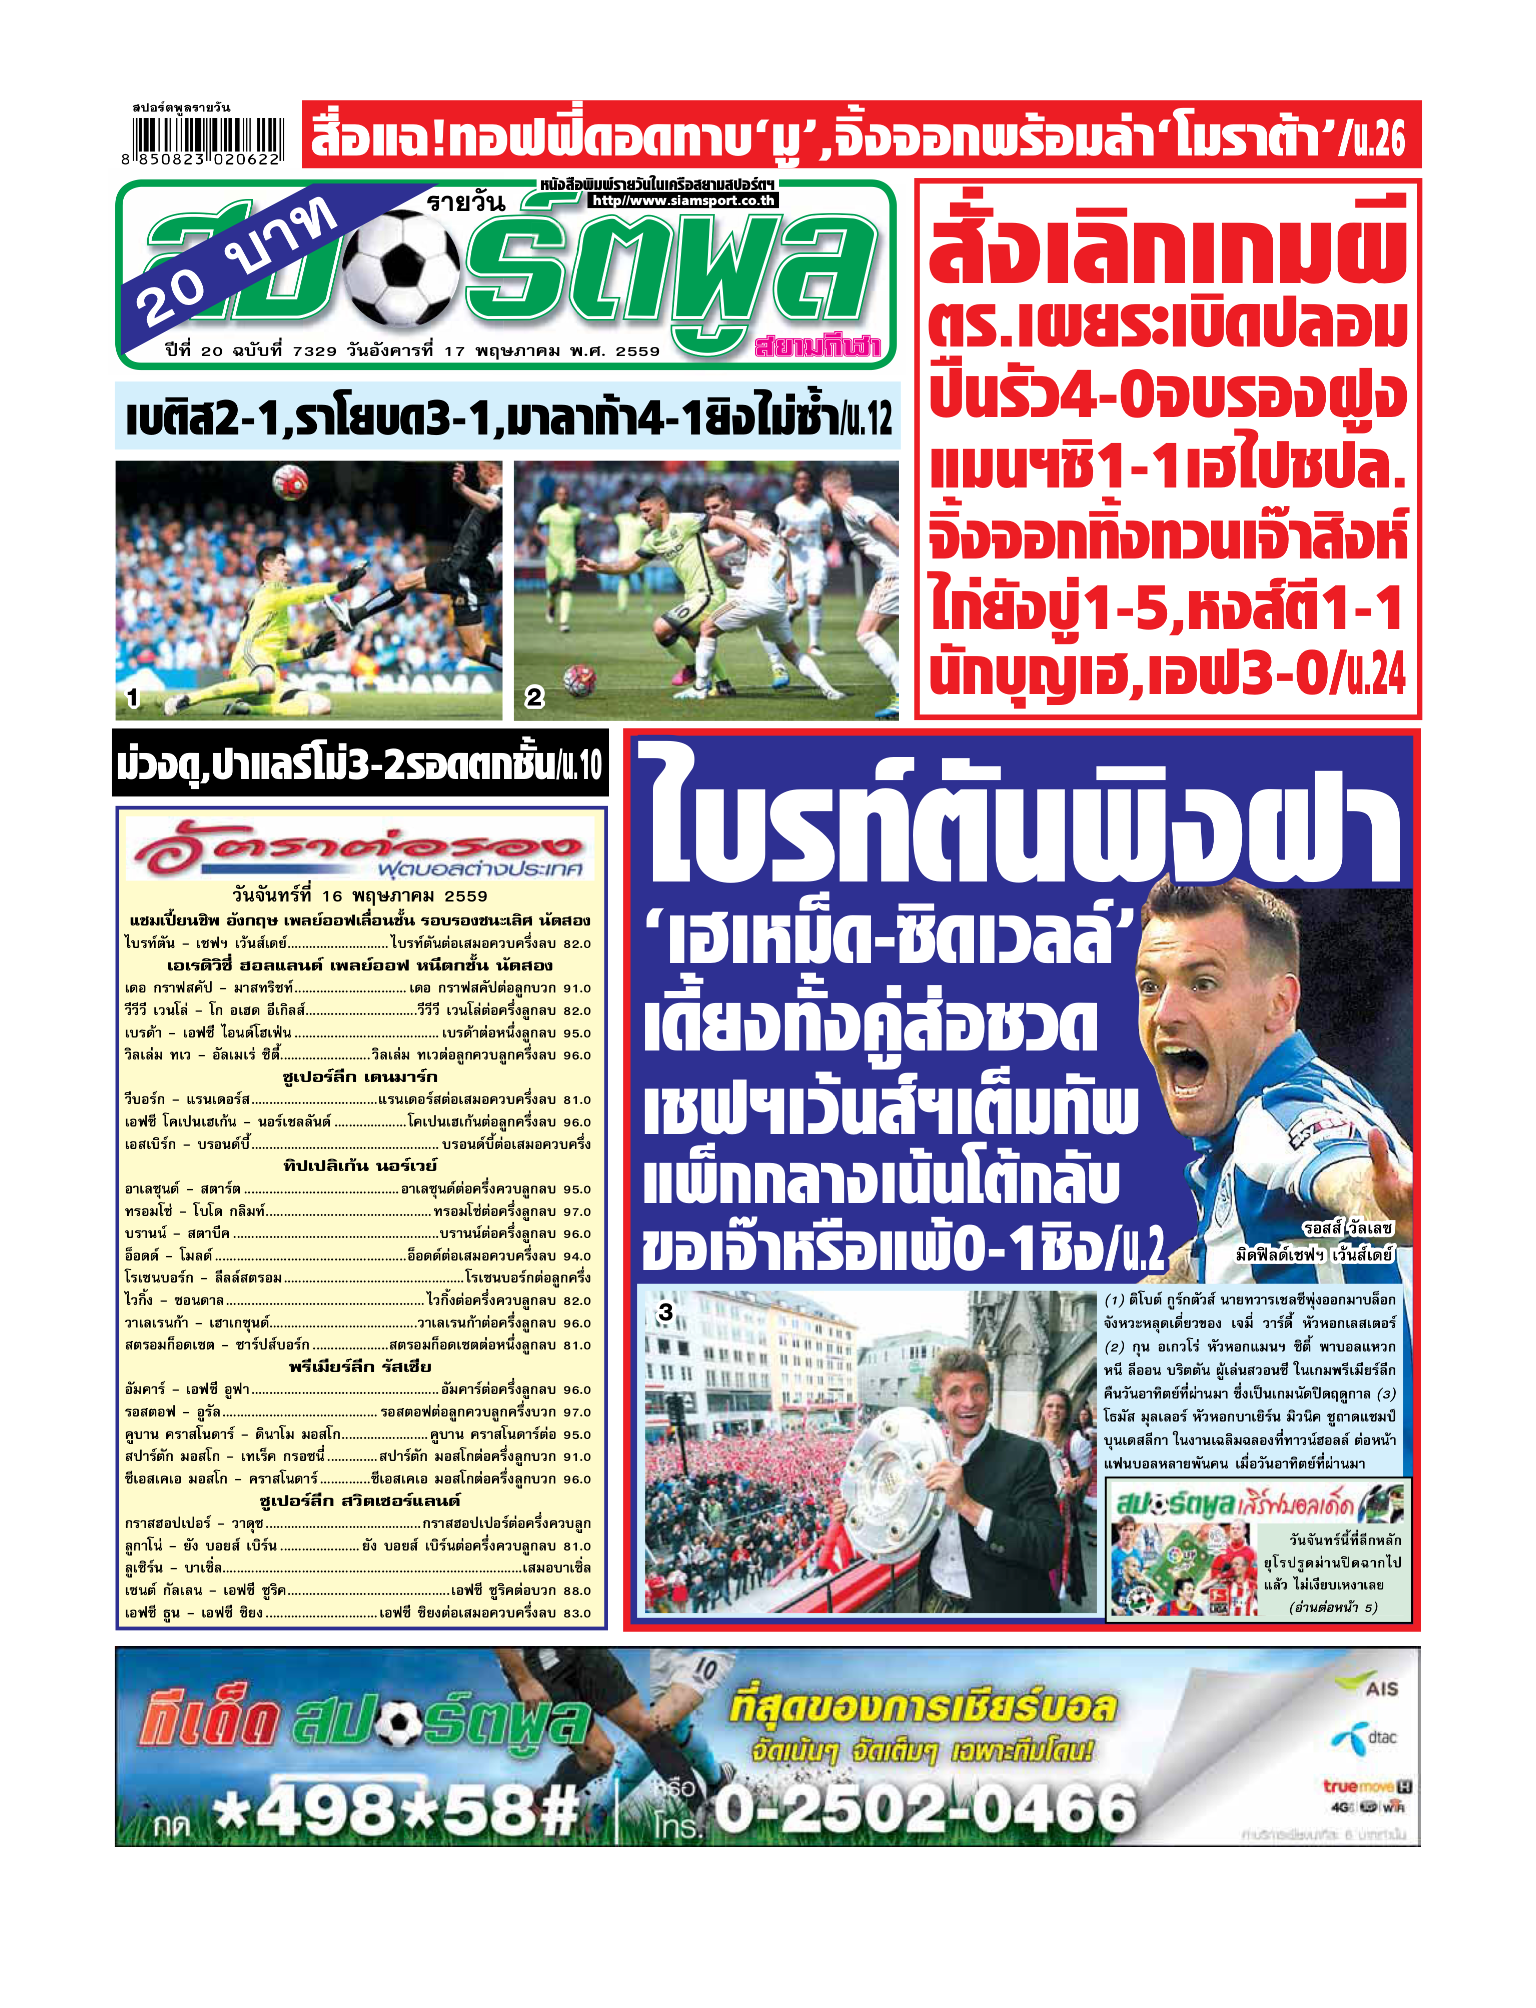 สปอร์ตพูลรายวัน
8 850823 020622
สื่อแฉ!ทอฟฟี่ดอดทาบ‘มู’,จิ้งจอกพร้อมล่า‘โมราต้า’/น.26
หนังสือพิมพ์รายวันในเครือสยามสปอร์ตฯ
http//www.siamsport.co.th
20 บาท
รายวัน
สปอร์ตพูล
ปีที่ 20 ฉบับที่ 7329 วันอังคารที่ 17 พฤษภาคม พ.ศ. 2559
สยามกีฬา
สั่งเลิกเกมผี
ตร.เผยระเบิดปลอม
ปืนรัว4-0จบรองฝูง
แมนฯซิ1-1เฮไปชปล.
จิ้งจอกทิ้งทวนเจ๊าสิงห์
ไก่ยังบู่1-5,หงส์ตี1-1
นักบุญเฮ,เอฟ3-0/น.24
เบติส2-1,ราโยบด3-1,มาลาก้า4-1ยิงไม่ซ้ำ/น.12
1
2
ม่วงดุ,ปาแลร์โม่3-2รอดตกชั้น/น.10
อัตราต่อรอง
ฟุตบอลต่างประเทศ
วันจันทร์ที่ 16 พฤษภาคม 2559
แชมเปี้ยนชิพ อังกฤษ เพลย์ออฟเลื่อนชั้น รอบรองชนะเลิศ นัดสอง
ไบรท์ตัน - เชฟฯ เว้นส์เดย์............................ไบรท์ตันต่อเสมอควบครึ่งลบ 82.0
เอเรดิวิซี่ ฮอลแลนด์ เพลย์ออฟ หนีตกชั้น นัดสอง
เดอ กราฟสคัป - มาสทริชท์...............................เดอ กราฟสคัปต่อลูกบวก 91.0
วีวีวี เวนโล่ - โก อเฮด อีเกิลส์...............................วีวีวี เวนโล่ต่อครึ่งลูกลบ 82.0
เบรด้า - เอฟซี ไอนด์โฮเฟ่น........................................เบรด้าต่อหนึ่งลูกลบ 95.0
วิลเล่ม ทเว - อัลเมเร่ ซิตี้.........................วิลเล่ม ทเวต่อลูกควบลูกครึ่งลบ 96.0
ซูเปอร์ลีก เดนมาร์ก
วีบอร์ก - แรนเดอร์ส...................................แรนเดอร์สต่อเสมอควบครึ่งลบ 81.0
เอฟซี โคเปนเฮเก้น - นอร์เชลลันด์....................โคเปนเฮเก้นต่อลูกครึ่งลบ 96.0
เอสเบิร์ก - บรอนด์บี้....................................................บรอนด์บี้ต่อเสมอควบครึ่ง
ทิปเปลิเก้น นอร์เวย์
อาเลซุนด์ - สตาร์ต...........................................อาเลซุนด์ต่อครึ่งควบลูกลบ 95.0
ทรอมโซ่ - โบโด กลิมท์..............................................ทรอมโซ่ต่อครึ่งลูกลบ 97.0
บรานน์ - สตาบีค.........................................................บรานน์ต่อครึ่งลูกลบ 96.0
อ็อดด์ - โมลด์.....................................................อ็อดด์ต่อเสมอควบครึ่งลบ 94.0
โรเซนบอร์ก - ลีลล์สตรอม..................................................โรเซนบอร์กต่อลูกครึ่ง
ไวกิ้ง - ซอนดาล.......................................................ไวกิ้งต่อครึ่งควบลูกลบ 82.0
วาเลเรนก้า - เฮาเกซุนด์.........................................วาเลเรนก้าต่อครึ่งลูกลบ 96.0
สตรอมก็อดเซต - ซาร์ปส์บอร์ก.....................สตรอมก็อดเซตต่อหนึ่งลูกลบ 81.0
พรีเมียร์ลีก รัสเซีย
อัมคาร์ - เอฟซี อูฟา....................................................อัมคาร์ต่อครึ่งลูกลบ 96.0
รอสตอฟ - อูรัล...........................................รอสตอฟต่อลูกควบลูกครึ่งบวก 97.0
คูบาน คราสโนดาร์ - ดินาโม มอสโก........................คูบาน คราสโนดาร์ต่อ 95.0
สปาร์ตัก มอสโก - เทเร็ค กรอซนี่..............สปาร์ตัก มอสโกต่อครึ่งลูกบวก 91.0
ซีเอสเคเอ มอสโก - คราสโนดาร์..............ซีเอสเคเอ มอสโกต่อครึ่งลูกบวก 96.0
ซูเปอร์ลีก สวิตเซอร์แลนด์
กราสฮอปเปอร์ - วาดุซ...........................................กราสฮอปเปอร์ต่อครึ่งควบลูก
ลูกาโน่ - ยัง บอยส์ เบิร์น......................ยัง บอยส์ เบิร์นต่อครึ่งควบลูกลบ 81.0
ลูเซิร์น - บาเซิ่ล...................................................................................เสมอบาเซิ่ล
เซนต์ กัลเลน - เอฟซี ซูริค.............................................เอฟซี ซูริคต่อบวก 88.0
เอฟซี ธูน - เอฟซี ซิยง...............................เอฟซี ซิยงต่อเสมอควบครึ่งลบ 83.0
ไบรท์ตันพิงฝา
‘เฮเหม็ด-ซิดเวลล์’
เดี้ยงทั้งคู่ส่อชวด
เชฟฯเว้นส์ฯเต็มทัพ
แพ็กกลางเน้นโต้กลับ
ขอเจ๊าหรือแพ้0-1ชิง/น.2
รอสส์ วัลเลซ
มิดฟิลด์เชฟฯ เว้นส์เดย์
3
(1) ติโบต์ กูร์กตัวส์ นายทวารเชลซีพุ่งออกมาบล็อก
จังหวะหลุดเดี่ยวของ เจมี่ วาร์ดี้ หัวหอกเลสเตอร์
(2) กุน อเกวโร่ หัวหอกแมนฯ ซิตี้ พาบอลแหวก
หนี ลีออน บริตตัน ผู้เล่นสวอนซี ในเกมพรีเมียร์ลีก
คืนวันอาทิตย์ที่ผ่านมา ซึ่งเป็นเกมนัดปิดฤดูกาล (3)
โธมัส มุลเลอร์ หัวหอกบาเยิร์น มิวนิค ชูถาดแชมป์
บุนเดสลีกา ในงานเฉลิมฉลองที่ทาวน์ฮอลล์ ต่อหน้า
แฟนบอลหลายพันคน เมื่อวันอาทิตย์ที่ผ่านมา
สปอร์ตพูลเสิร์ฟบอลเด็ด
วันจันทร์นี้ที่ลีกหลัก
ยุโรปรูดม่านปิดฉากไป
แล้ว ไม่เงียบเหงาเลย
(อ่านต่อหน้า 5)
ทีเด็ด สปอร์ตพูล
ที่สุดของการเชียร์บอล
จัดเน้นๆ จัดเต็มๆ เฉพาะทีมโดน!
กด *498*58# หรือ โทร. 0-2502-0466
10
AIS
dtac
truemove H
4G WiFi